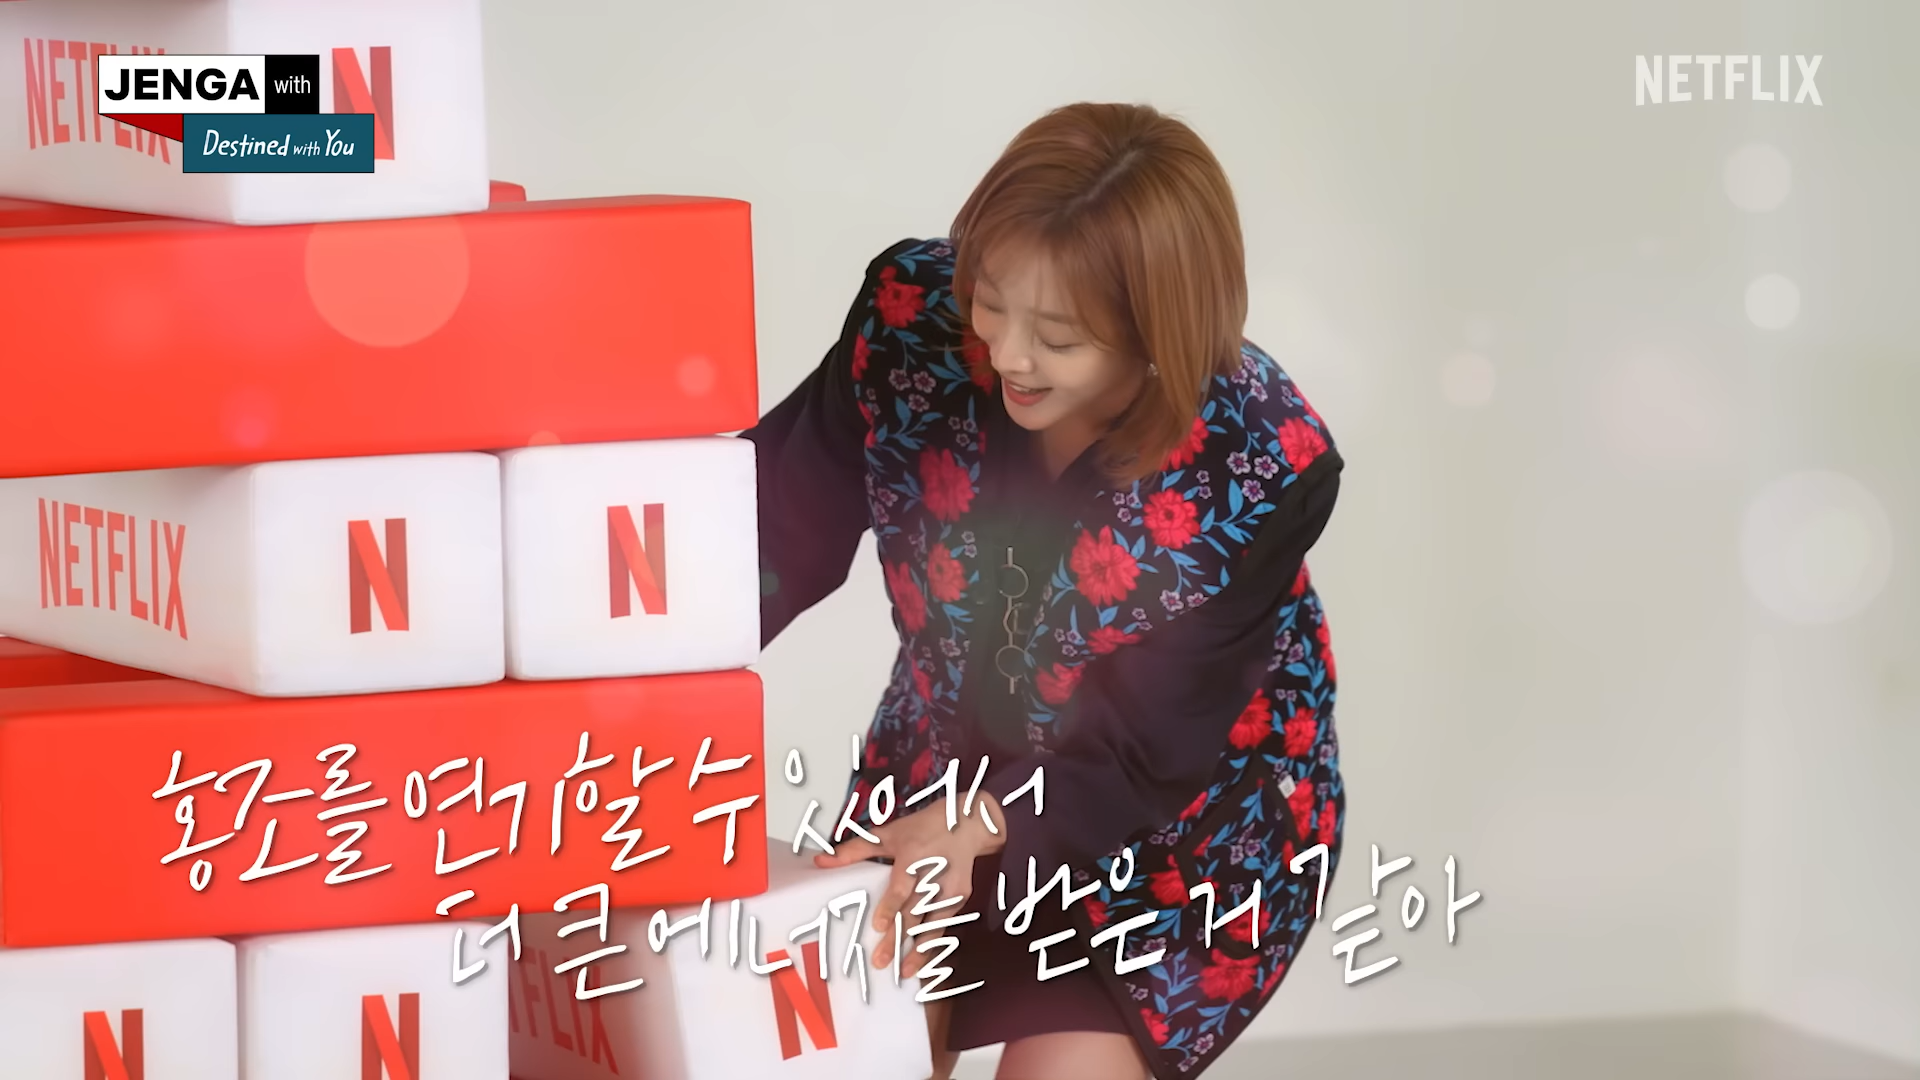 NETFLIX N
JENGA with
Destined with You
NETFLIX
NETFLIX N N
홍조를 연기할 수 있어서
더 큰 에너지를 받은 거 같아
N N NETFLIX N